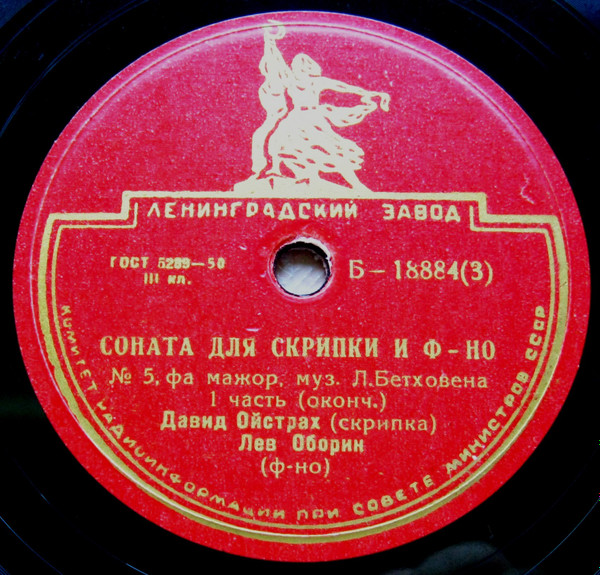 ЛЕНИНГРАДСКИЙ ЗАВОД
ГОСТ 5289—50
III кл.
Б — 18884(3)
СОНАТА ДЛЯ СКРИПКИ И Ф-НО
№ 5, фа мажор, муз. Л.Бетховена
1 часть (оконч.)
Давид Ойстрах (скрипка)
Лев Оборин
(ф-но)
КОМИТЕТ РАДИОИНФОРМАЦИИ ПРИ СОВЕТЕ МИНИСТРОВ СССР